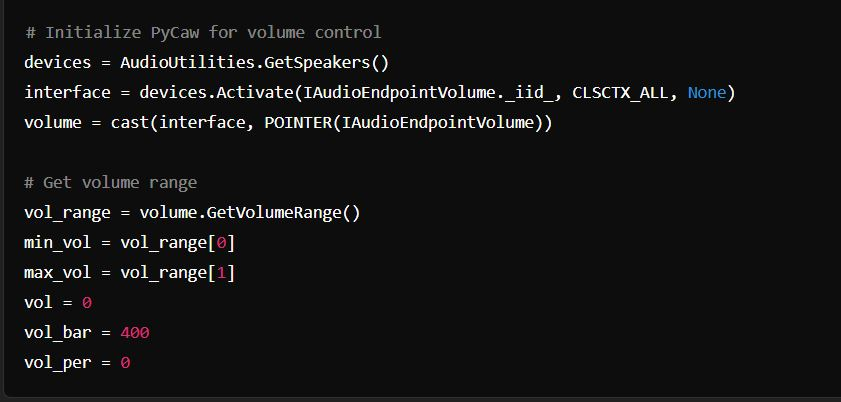 # Initialize PyCaw for volume control
devices = AudioUtilities.GetSpeakers()
interface = devices.Activate(IAudioEndpointVolume._iid_, CLSCTX_ALL, None)
volume = cast(interface, POINTER(IAudioEndpointVolume))
# Get volume range
vol_range = volume.GetVolumeRange()
min_vol = vol_range[0]
max_vol = vol_range[1]
vol = 0
vol_bar = 400
vol_per = 0